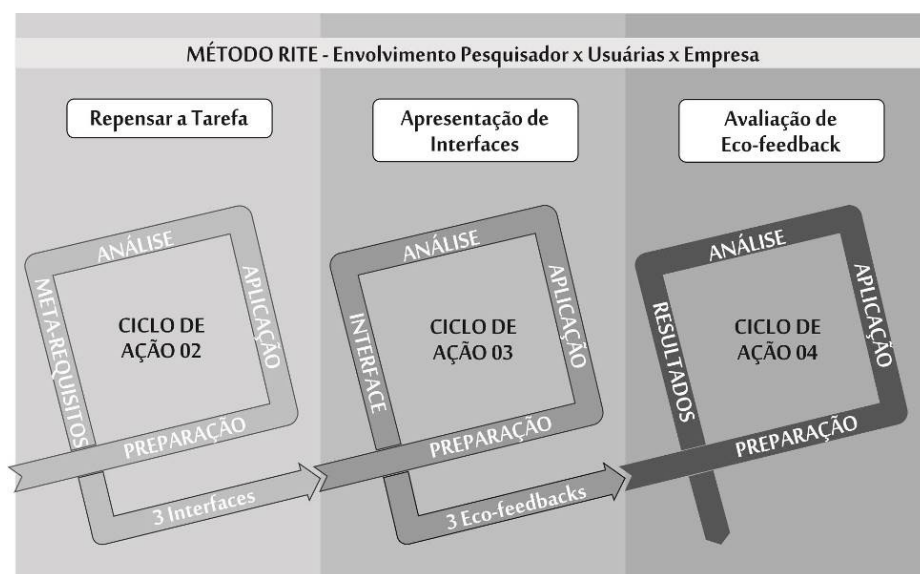 MÉTODO RITE - Envolvimento Pesquisador x Usuárias x Empresa
Repensar a Tarefa
Apresentação de
Interfaces
Avaliação de
Eco-feedback
ANÁLISE
APLICAÇÃO
META-REQUISITOS
CICLO DE
AÇÃO 02
PREPARAÇÃO
3 Interfaces
ANÁLISE
APLICAÇÃO
INTERFACE
CICLO DE
AÇÃO 03
PREPARAÇÃO
3 Eco-feedbacks
ANÁLISE
APLICAÇÃO
RESULTADOS
CICLO DE
AÇÃO 04
PREPARAÇÃO